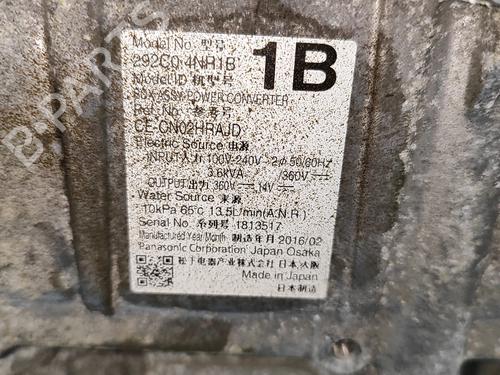 Model No. 型号
292C0 4NR1B
1B
Model ID 机型号
BOX ASSY POWER CONVERTER
Ref No. 参考号
CE-CN02HRAJD
Electric Source 电源
INPUT入力 100V-240V~ 2ø 50/60Hz
3.6kVA /360V
OUTPUT出力 360V 14V
Water Source 水源
10kPa 65℃ 13.5L/min(A.N.R.)
Serial No. 系列号 1813517
Manufactured Year Month 制造年月 2016/02
Panasonic Corporation Japan Osaka
松下电器产业株式会社 日本大阪
Made in Japan
日本制造